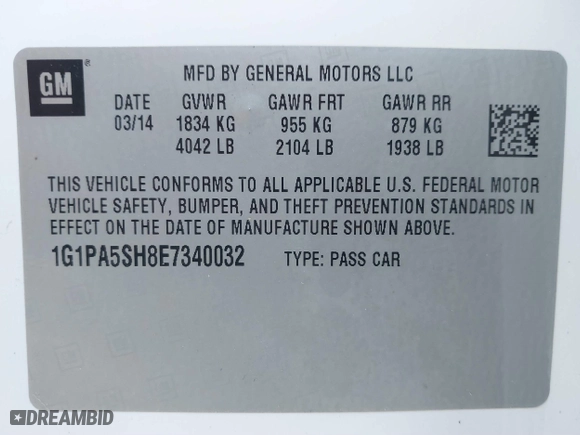 GM ®
MFD BY GENERAL MOTORS LLC
DATE GVWR GAWR FRT GAWR RR
03/14 1834 KG 955 KG 879 KG
4042 LB 2104 LB 1938 LB
THIS VEHICLE CONFORMS TO ALL APPLICABLE U.S. FEDERAL MOTOR
VEHICLE SAFETY, BUMPER, AND THEFT PREVENTION STANDARDS IN
EFFECT ON THE DATE OF MANUFACTURE SHOWN ABOVE.
1G1PA5SH8E7340032 TYPE: PASS CAR
DREAMBID